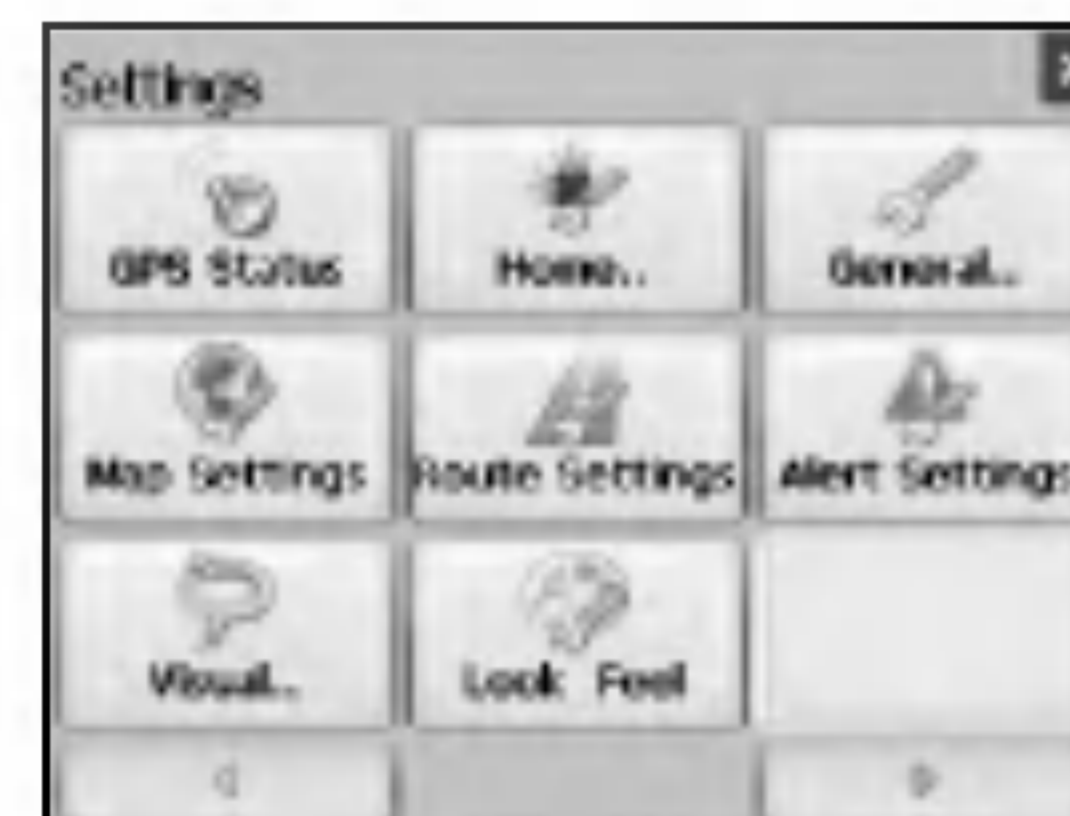 Settings
GPS Status
Home..
General..
Map Settings
Route Settings
Alert Settings
Visual..
Look Feel